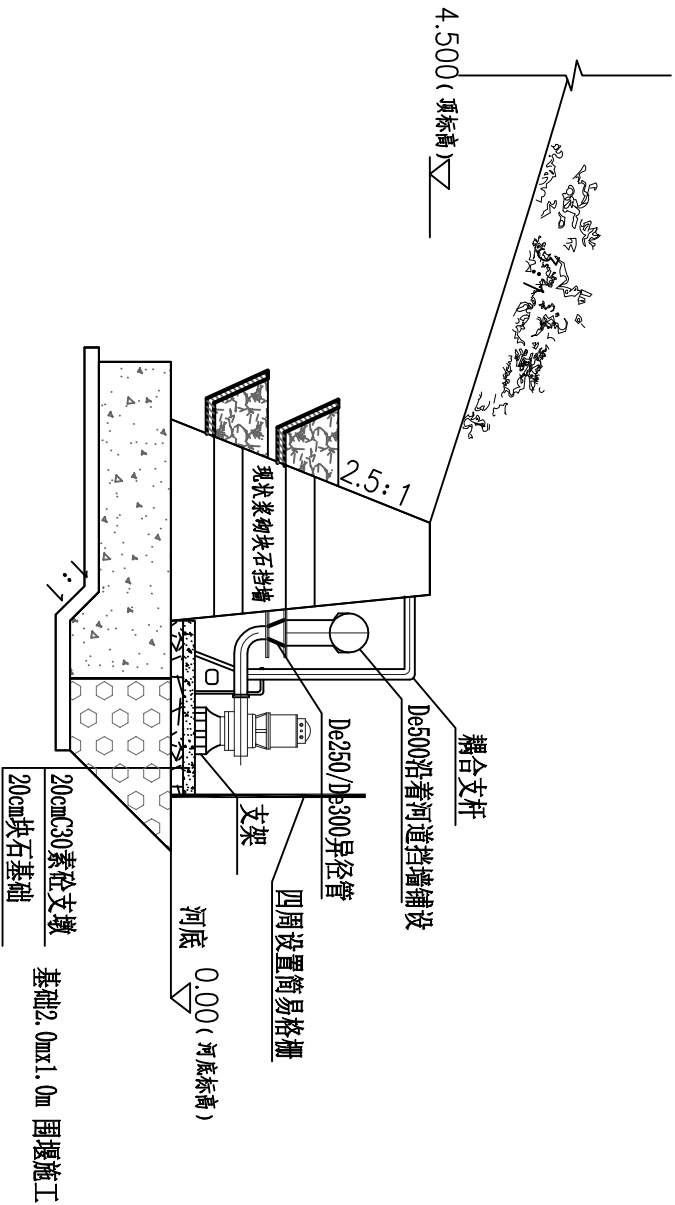 4.500(顶标高)
2.5:1
现状浆砌块石挡墙
耦合支杆
De500沿着河道挡墙铺设
De250/De300异径管
四周设置简易格栅
支架
河底 0.00(河底标高)
20cmC30素砼支墩
20cm块石基础
基础2.0mx1.0m 围堰施工